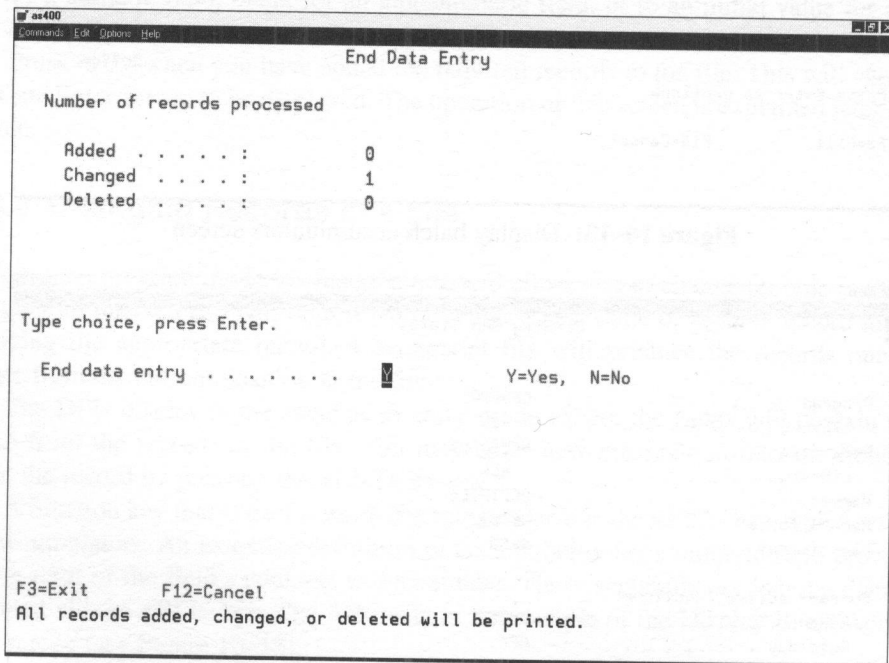 as400
Commands Edit Options Help
End Data Entry
Number of records processed
Added . . . . . : 0
Changed . . . . : 1
Deleted . . . . : 0
Type choice, press Enter.
End data entry . . . . . . . . . Y Y=Yes, N=No
F3=Exit F12=Cancel
All records added, changed, or deleted will be printed.